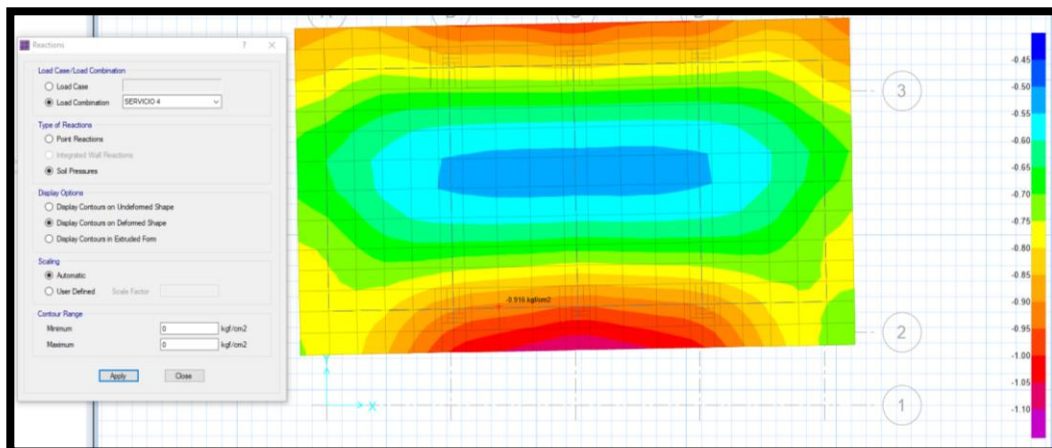 Reactions
? ×
Load Case/Load Combination
Load Case
Load Combination SERVICIO 4
Type of Reactions
Point Reactions
Integrated Wall Reactions
Soil Pressures
Display Options
Display Contours on Undeformed Shape
Display Contours on Deformed Shape
Display Contours in Extruded Form
Scaling
Automatic
User Defined Scale Factor
Contour Range
Minimum 0 kgf/cm2
Maximum 0 kgf/cm2
Apply Close
3
-0.916 kgf/cm2
2
Y
X
1
-0.45
-0.50
-0.55
-0.60
-0.65
-0.70
-0.75
-0.80
-0.85
-0.90
-0.95
-1.00
-1.05
-1.10